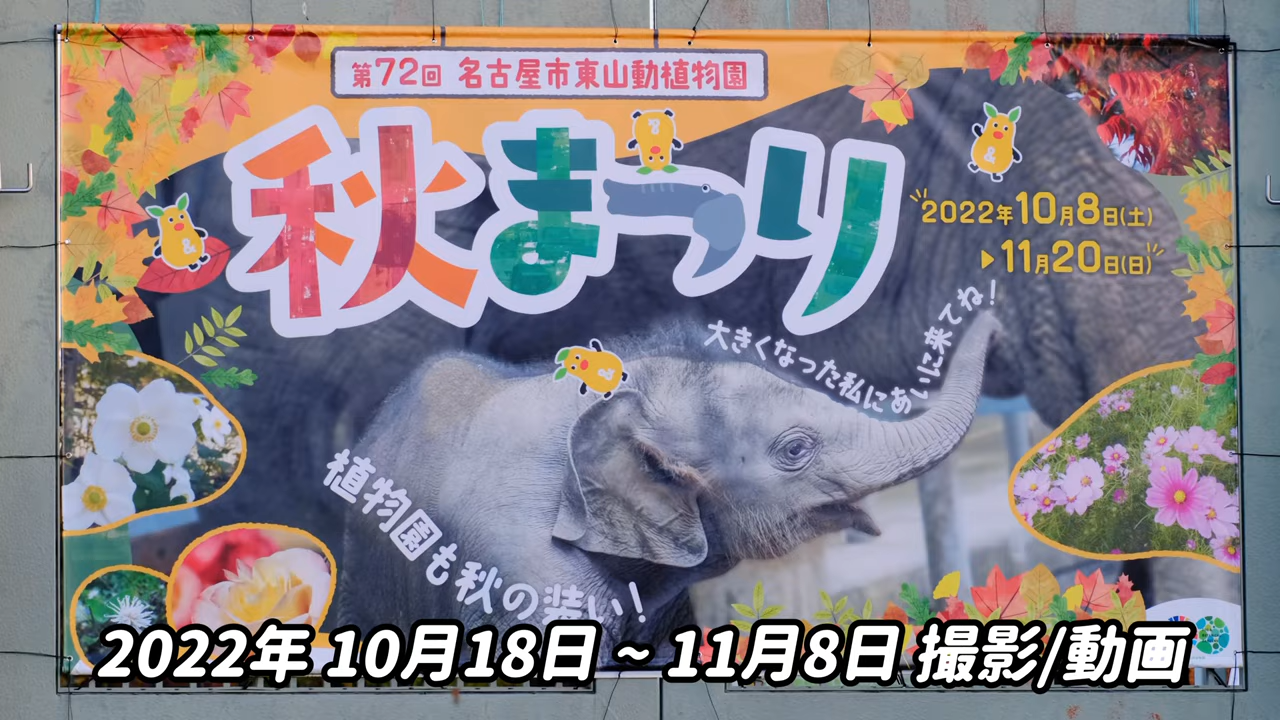 第72回 名古屋市東山動植物園
秋まつり
2022年10月8日(土)
▶11月20日(日)
大きくなった私にあいに来てね!
植物園も秋の装い!
&
&
&
&
2022年 10月18日 ~ 11月8日 撮影/動画